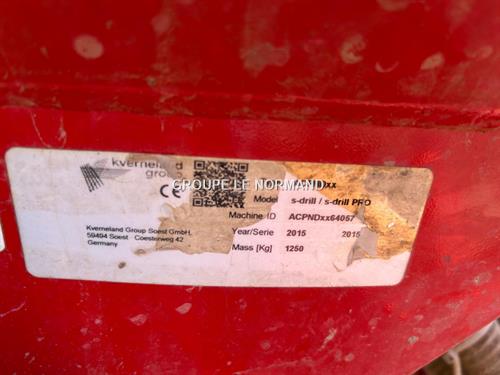 kverneland
group
CE
GROUPE LE NORMAND
Model s-drill / s-drill PRO
Machine ID ACPNDxx64057
Kverneland Group Soest GmbH.
59494 Soest Coesterweg 42
Germany
Year/Serie 2015 2015
Mass [Kg] 1250